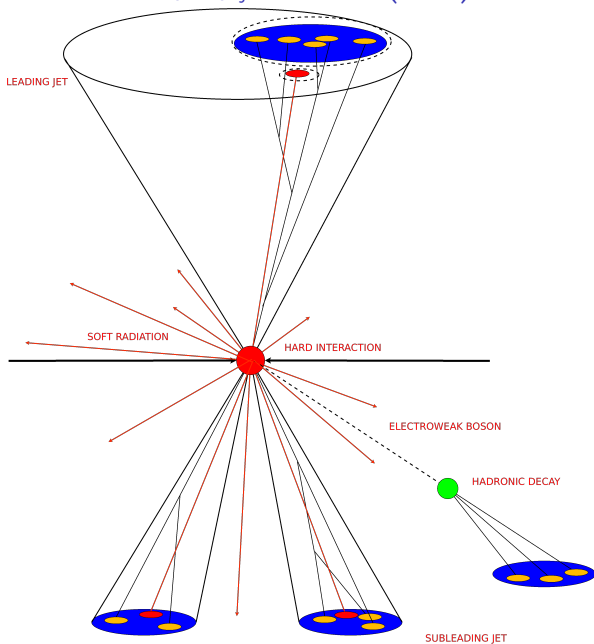 LEADING JET
SOFT RADIATION
HARD INTERACTION
ELECTROWEAK BOSON
HADRONIC DECAY
SUBLEADING JET